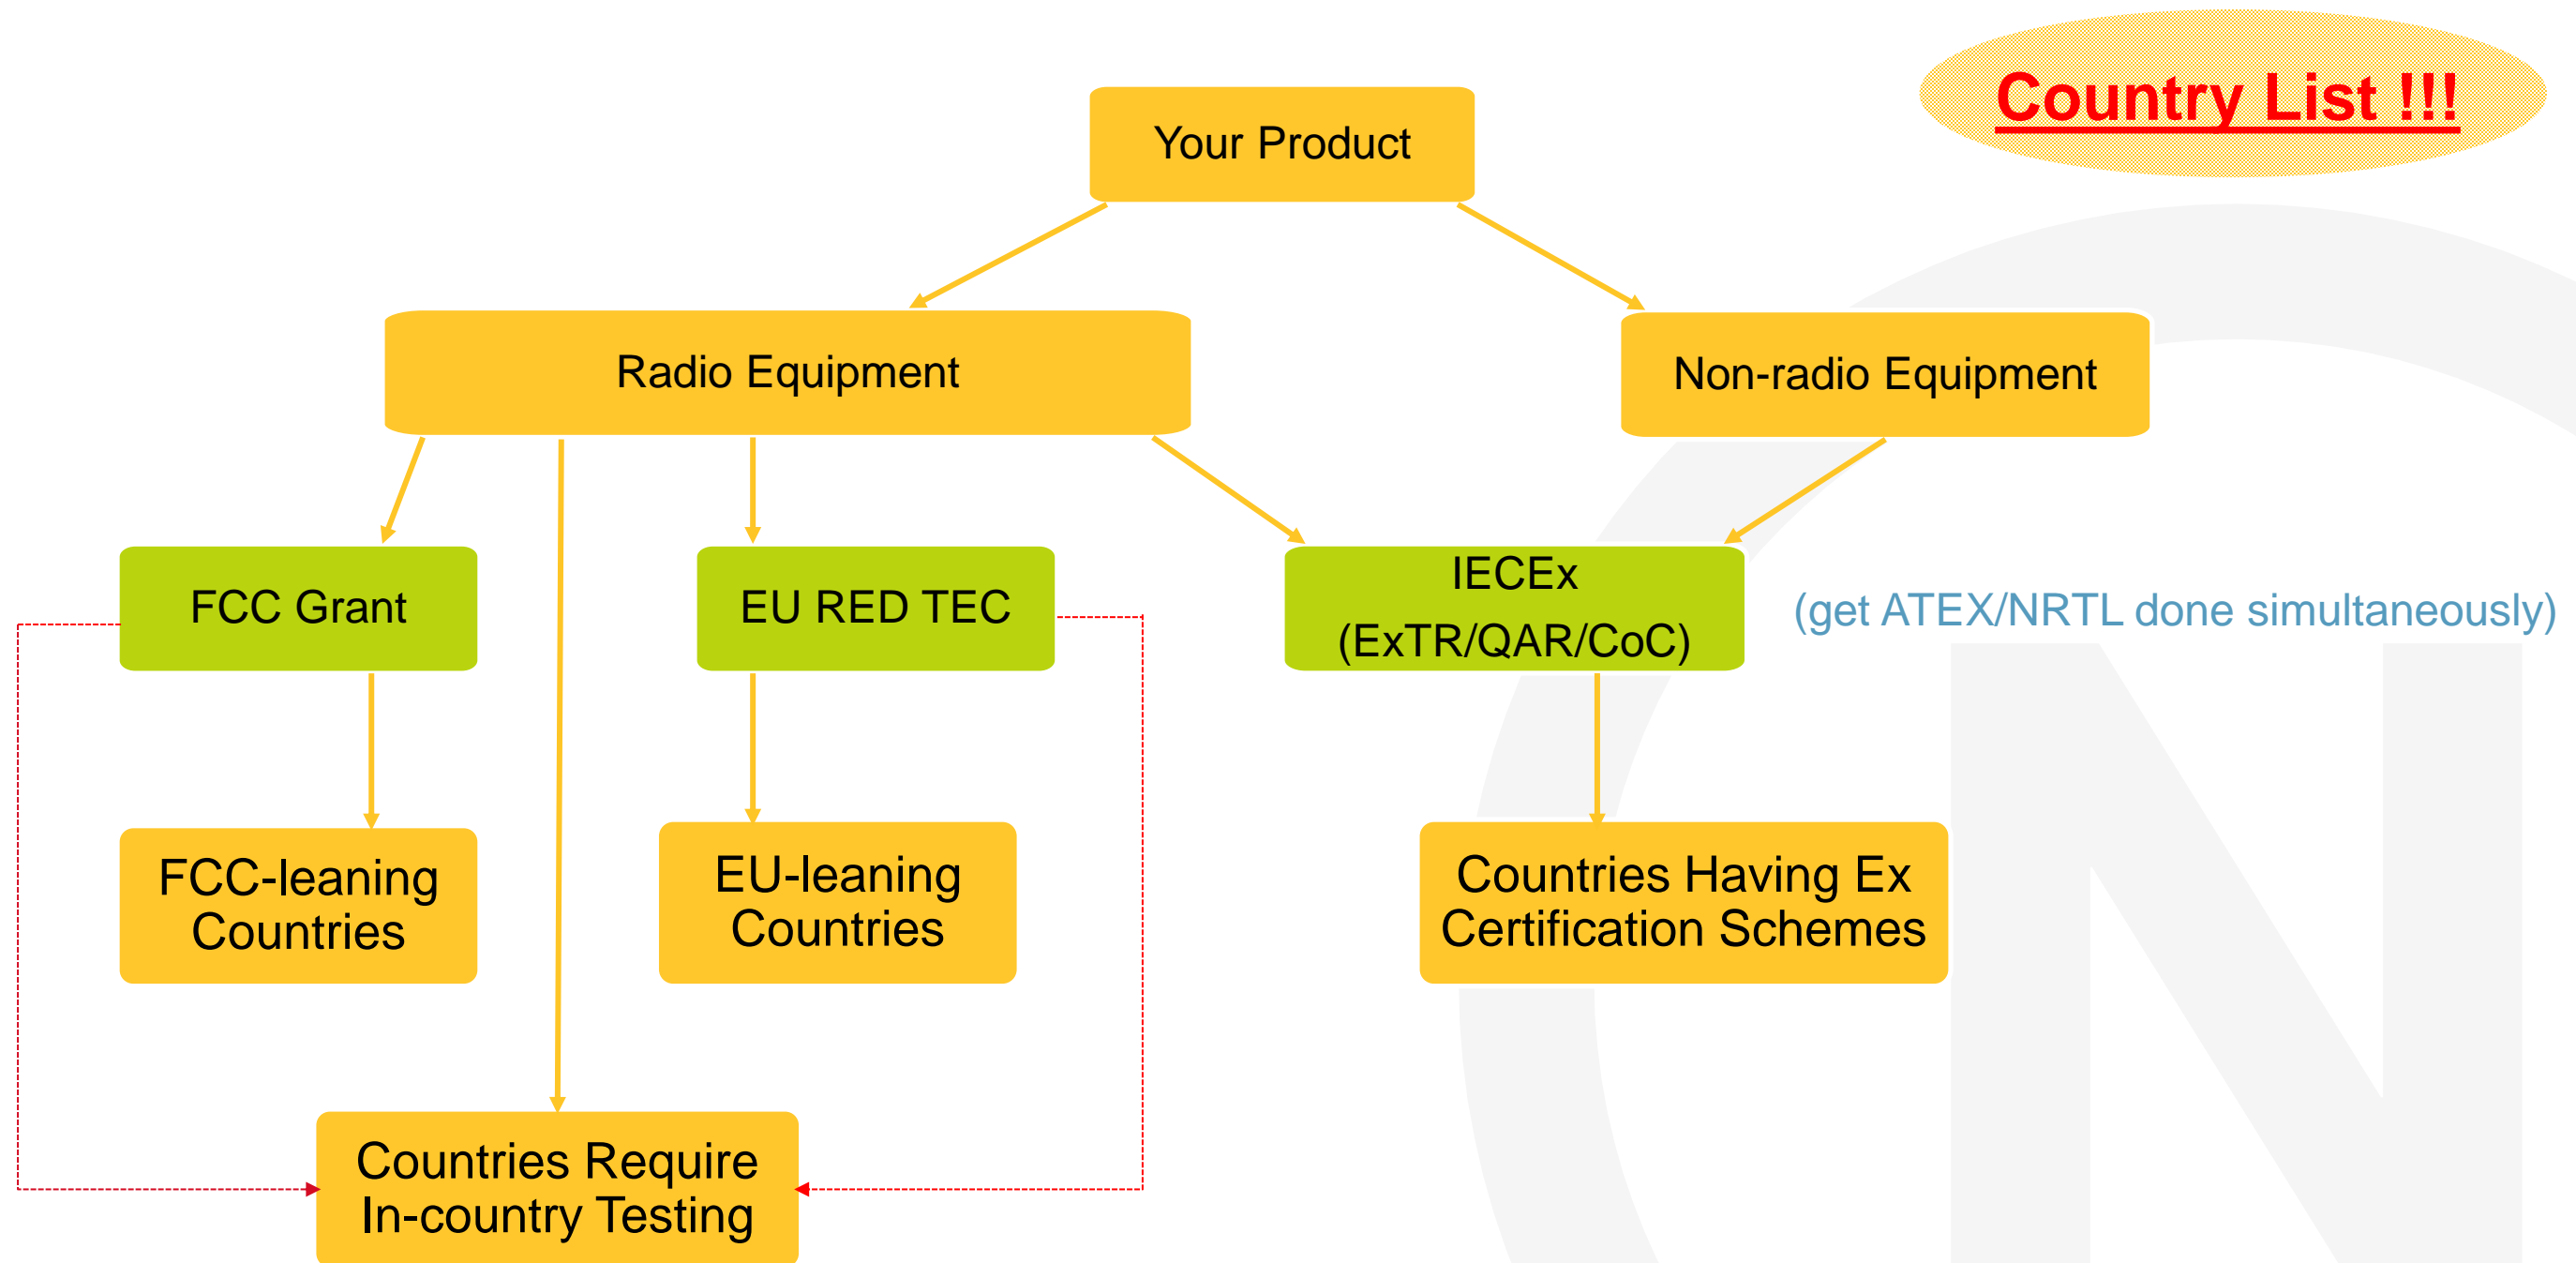 Country List !!!
Your Product
Radio Equipment
Non-radio Equipment
FCC Grant
EU RED TEC
IECEx
(ExTR/QAR/CoC)
(get ATEX/NRTL done simultaneously)
FCC-leaning
Countries
EU-leaning
Countries
Countries Having Ex
Certification Schemes
Countries Require
In-country Testing